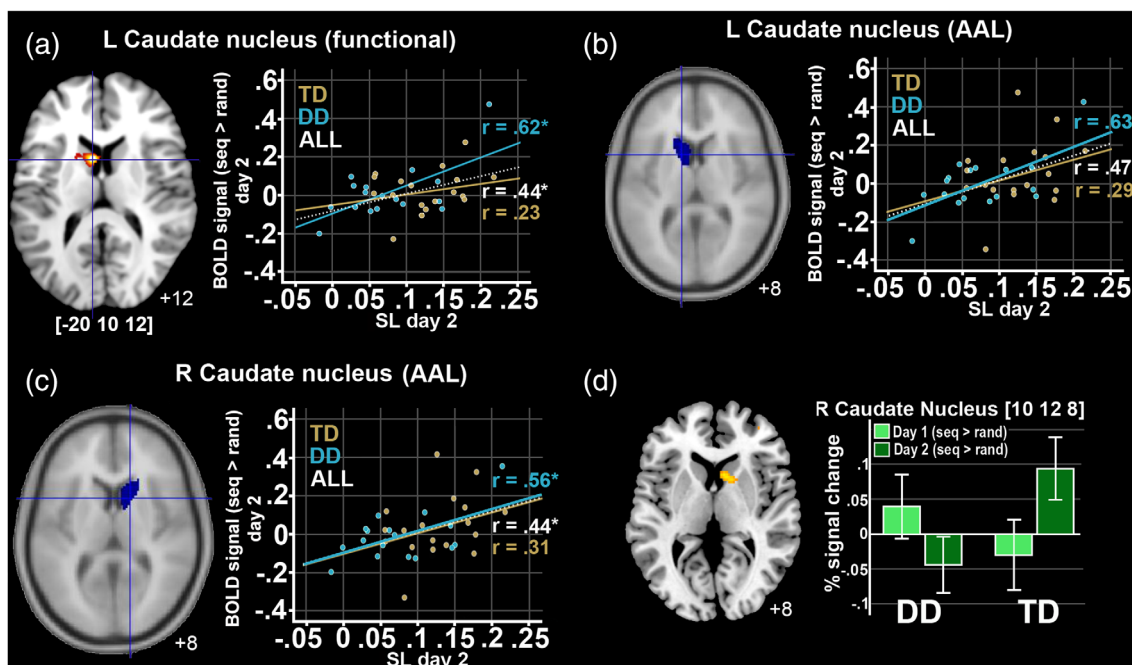 (a)
L Caudate nucleus (functional)
BOLD signal (seq > rand)
day 2
.6
.4
.2
0
-.2
-.4
TD
DD
ALL
r = .62*
r = .44*
r = .23
+12
[-20 10 12]
-.05 0 .05 .1 .15 .2 .25
SL day 2
(b)
L Caudate nucleus (AAL)
BOLD signal (seq > rand)
day 2
.6
.4
.2
0
-.2
-.4
TD
DD
ALL
r = .63
r = .47
r = .29
+8
-.05 0 .05 .1 .15 .2 .25
SL day 2
(c)
R Caudate nucleus (AAL)
BOLD signal (seq > rand)
day 2
.6
.4
.2
0
-.2
-.4
TD
DD
ALL
r = .56*
r = .44*
r = .31
+8
-.05 0 .05 .1 .15 .2 .25
SL day 2
(d)
R Caudate Nucleus [10 12 8]
Day 1 (seq > rand)
Day 2 (seq > rand)
% signal change
.1
0.05
0
-.05
-.1
DD TD
+8